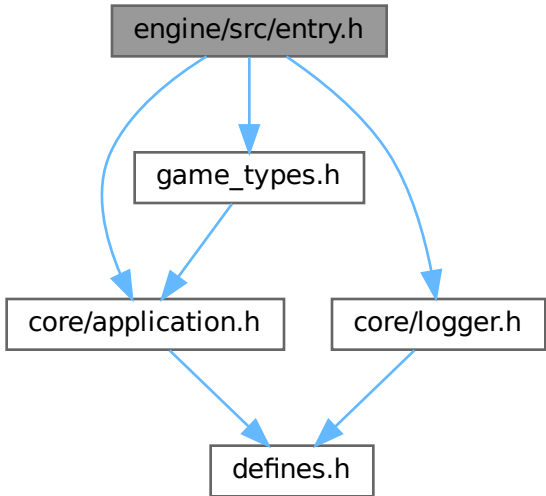 engine/src/entry.h
game_types.h
core/application.h
core/logger.h
defines.h